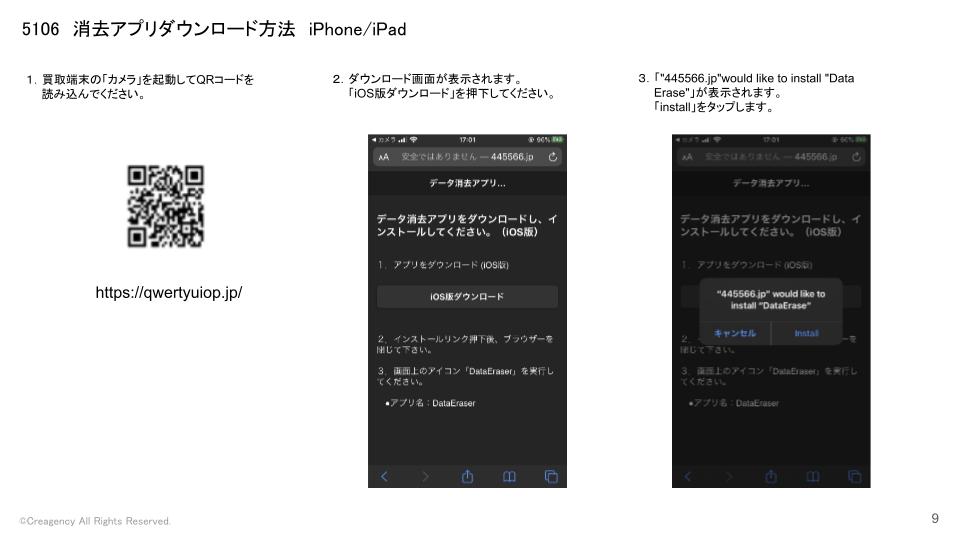 5106　消去アプリダウンロード方法　iPhone/iPad
１．買取端末の「カメラ」を起動してQRコードを
読み込んでください。
https://qwertyuiop.jp/
２．ダウンロード画面が表示されます。
「iOS版ダウンロード」を押下してください。
◀カメラ 17:01 90%
AA 安全ではありません — 445566.jp
データ消去アプリ...
データ消去アプリをダウンロードし、イ
ンストールしてください。（iOS版）
１．アプリをダウンロード (iOS版)
iOS版ダウンロード
２．インストールリンク押下後、ブラウザーを
閉じて下さい。
３．画面上のアイコン「DataEraser」を実行し
てください。
●アプリ名：DataEraser
３．「"445566.jp"would like to install "Data
Erase"」が表示されます。
「install」をタップします。
◀カメラ 17:01 90%
AA 安全ではありません — 445566.jp
データ消去アプリ...
データ消去アプリをダウンロードし、イ
ンストールしてください。（iOS版）
１．アプリをダウンロード (iOS版)
"445566.jp" would like to
install "DataErase"
キャンセル Install
２． ーを
閉じて下さい。
３．画面上のアイコン「DataEraser」を実行し
てください。
●アプリ名：DataEraser
©Creagency All Rights Reserved.
9